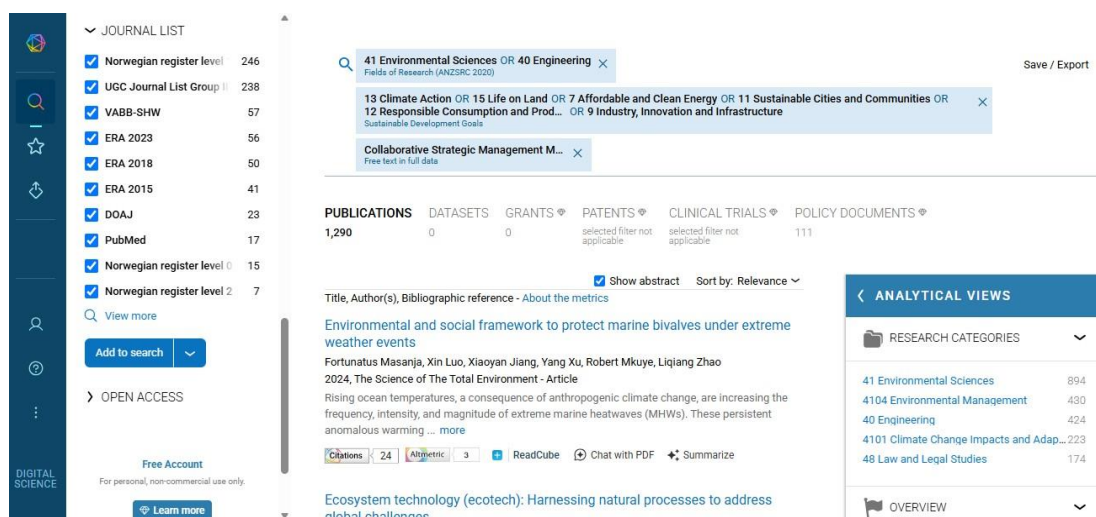 JOURNAL LIST
Norwegian register level 246
UGC Journal List Group II 238
VABB-SHW 57
ERA 2023 56
ERA 2018 50
ERA 2015 41
DOAJ 23
PubMed 17
Norwegian register level 0 15
Norwegian register level 2 7
View more
Add to search
OPEN ACCESS
Free Account
For personal, non-commercial use only.
Learn more
DIGITAL
SCIENCE
41 Environmental Sciences OR 40 Engineering
Fields of Research (ANZSRC 2020)
Save / Export
13 Climate Action OR 15 Life on Land OR 7 Affordable and Clean Energy OR 11 Sustainable Cities and Communities OR
12 Responsible Consumption and Prod... OR 9 Industry, Innovation and Infrastructure
Sustainable Development Goals
Collaborative Strategic Management M...
Free text in full data
PUBLICATIONS DATASETS GRANTS PATENTS CLINICAL TRIALS POLICY DOCUMENTS
1,290 0 0 selected filter not applicable selected filter not applicable 111
Show abstract Sort by: Relevance
Title, Author(s), Bibliographic reference - About the metrics
Environmental and social framework to protect marine bivalves under extreme
weather events
Fortunatus Masanja, Xin Luo, Xiaoyan Jiang, Yang Xu, Robert Mkuye, Liqiang Zhao
2024, The Science of The Total Environment - Article
Rising ocean temperatures, a consequence of anthropogenic climate change, are increasing the
frequency, intensity, and magnitude of extreme marine heatwaves (MHWs). These persistent
anomalous warming ... more
Citations 24 Altmetric 3 ReadCube Chat with PDF Summarize
Ecosystem technology (ecotech): Harnessing natural processes to address
global challenges
ANALYTICAL VIEWS
RESEARCH CATEGORIES
41 Environmental Sciences 894
4104 Environmental Management 430
40 Engineering 424
4101 Climate Change Impacts and Adap... 223
48 Law and Legal Studies 174
OVERVIEW